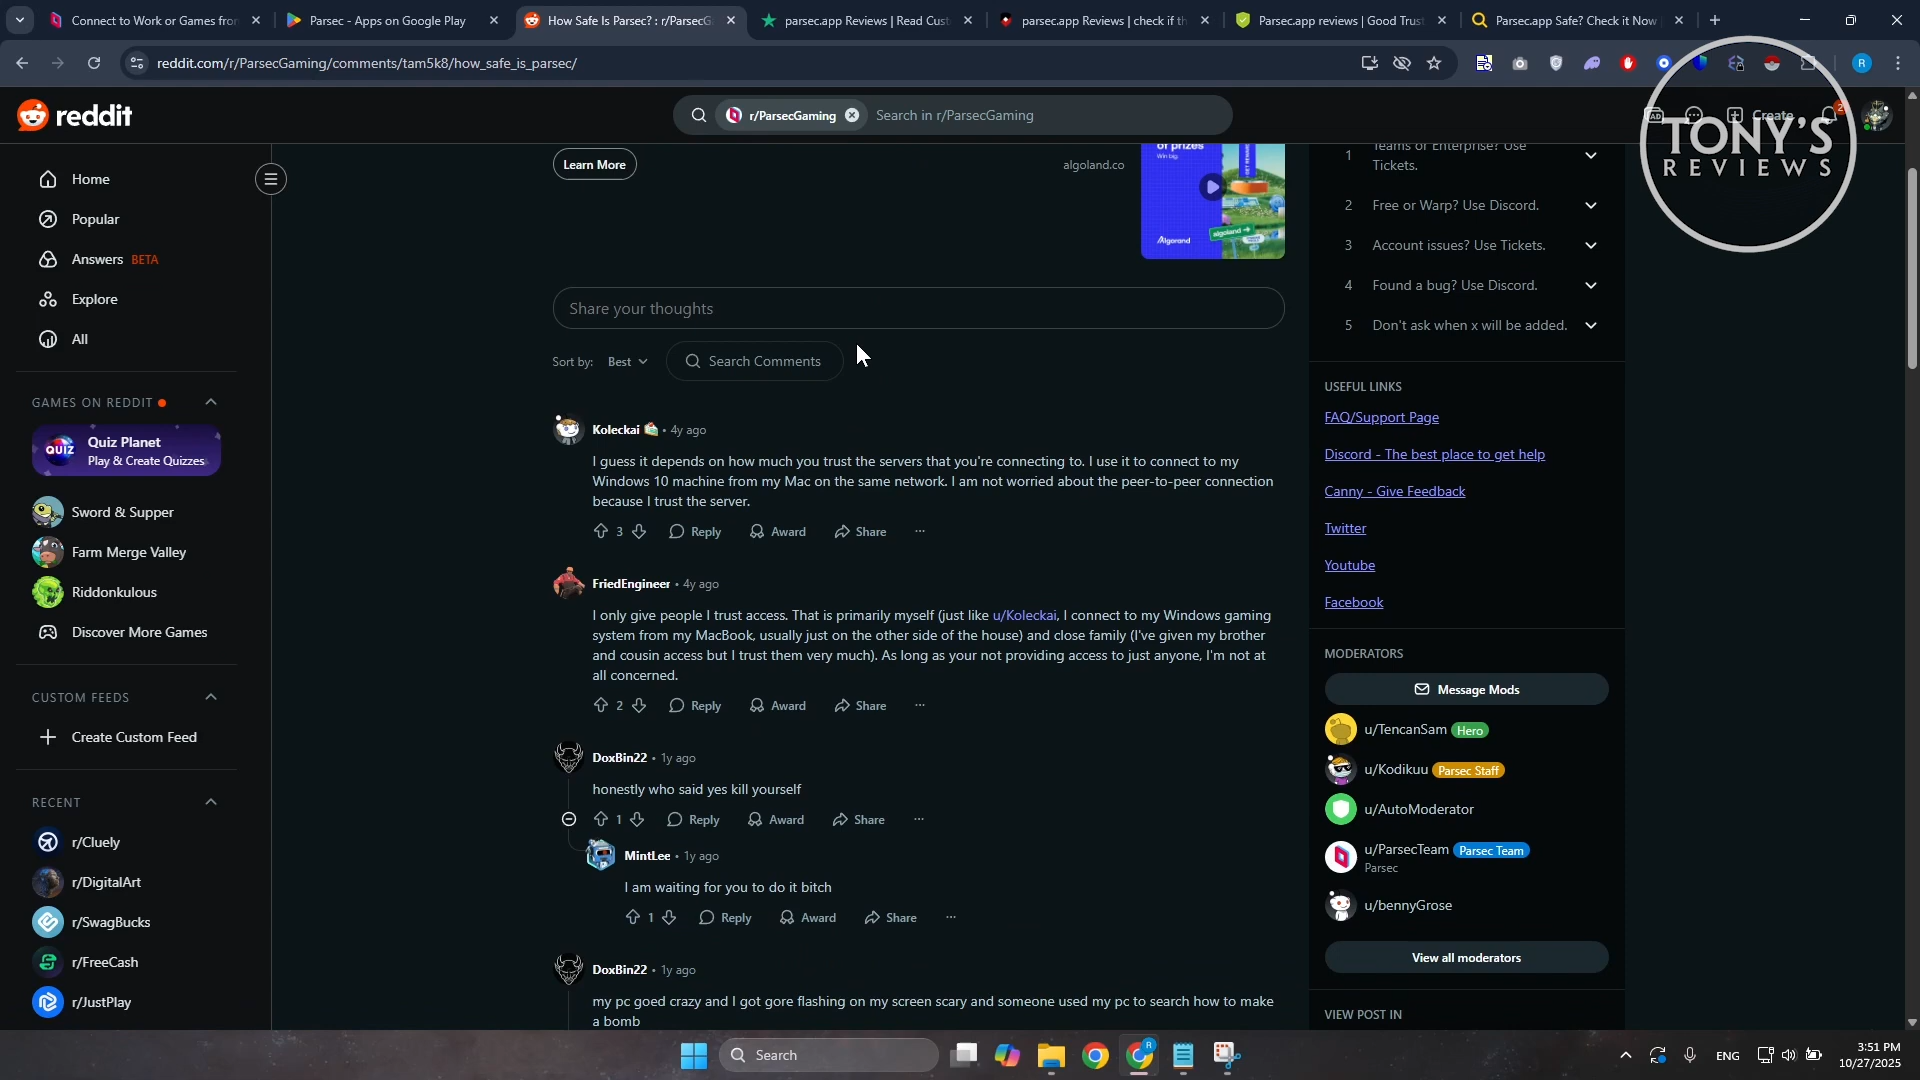 Connect to Work or Games from
Parsec - Apps on Google Play
How Safe Is Parsec? : r/ParsecG
parsec.app Reviews | Read Cust
parsec.app Reviews | check if th
Parsec.app reviews | Good Trust
Parsec.app Safe? Check it Now
reddit.com/r/ParsecGaming/comments/tam5k8/how_safe_is_parsec/
R
reddit
r/ParsecGaming
Search in r/ParsecGaming
Create
2
TONY'S
REVIEWS
Home
Popular
Answers BETA
Explore
All
GAMES ON REDDIT
QUIZ
Quiz Planet
Play & Create Quizzes
Sword & Supper
Farm Merge Valley
Riddonkulous
Discover More Games
CUSTOM FEEDS
Create Custom Feed
RECENT
r/Cluely
r/DigitalArt
r/SwagBucks
r/FreeCash
r/JustPlay
Learn More
algoland.co
of prizes
Win big.
algoland
Algorand
Share your thoughts
Sort by: Best
Search Comments
Koleckai • 4y ago
I guess it depends on how much you trust the servers that you're connecting to. I use it to connect to my
Windows 10 machine from my Mac on the same network. I am not worried about the peer-to-peer connection
because I trust the server.
3 Reply Award Share ...
FriedEngineer • 4y ago
I only give people I trust access. That is primarily myself (just like u/Koleckai, I connect to my Windows gaming
system from my MacBook, usually just on the other side of the house) and close family (I've given my brother
and cousin access but I trust them very much). As long as your not providing access to just anyone, I'm not at
all concerned.
2 Reply Award Share ...
DoxBin22 • 1y ago
honestly who said yes kill yourself
1 Reply Award Share ...
MintLee • 1y ago
I am waiting for you to do it bitch
1 Reply Award Share ...
DoxBin22 • 1y ago
my pc goed crazy and I got gore flashing on my screen scary and someone used my pc to search how to make
a bomb
1 Teams or Enterprise? Use
Tickets.
2 Free or Warp? Use Discord.
3 Account issues? Use Tickets.
4 Found a bug? Use Discord.
5 Don't ask when x will be added.
USEFUL LINKS
FAQ/Support Page
Discord - The best place to get help
Canny - Give Feedback
Twitter
Youtube
Facebook
MODERATORS
Message Mods
u/TencanSam Hero
u/Kodikuu Parsec Staff
u/AutoModerator
u/ParsecTeam Parsec Team
Parsec
u/bennyGrose
View all moderators
VIEW POST IN
Search
R
ENG
3:51 PM
10/27/2025